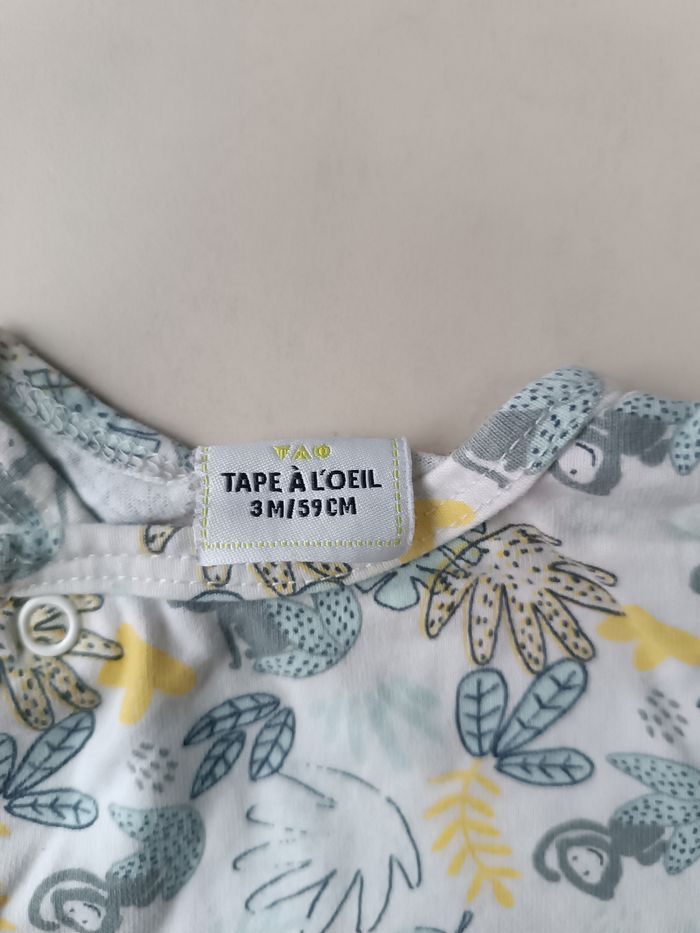 TAO
TAPE À L'OEIL
3M/59CM